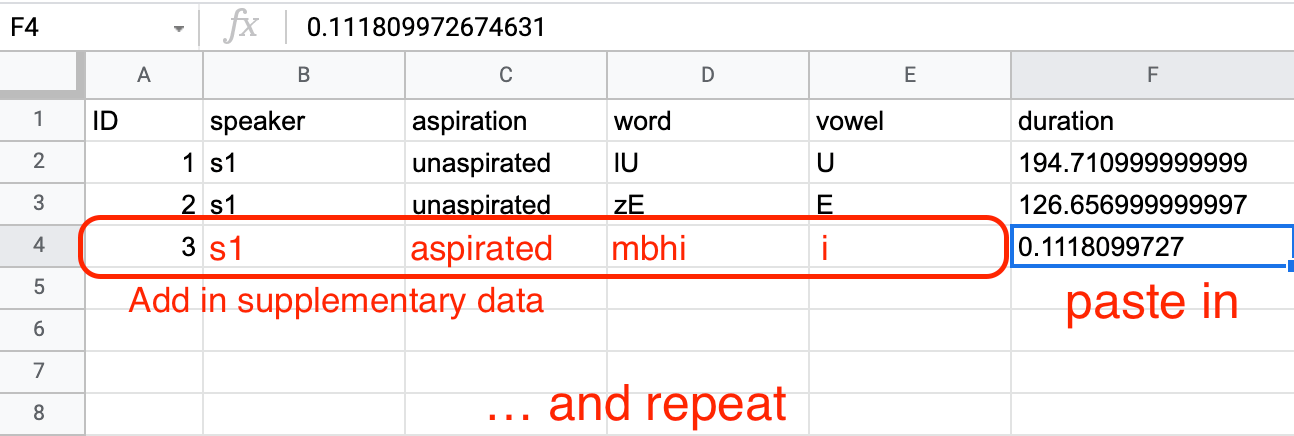 F4 fx 0.111809972674631
A B C D E F
1 ID speaker aspiration word vowel duration
2 1 s1 unaspirated lU U 194.710999999999
3 2 s1 unaspirated zE E 126.656999999997
4 3 s1 aspirated mbhi i 0.1118099727
5 Add in supplementary data paste in
6
7
8 … and repeat